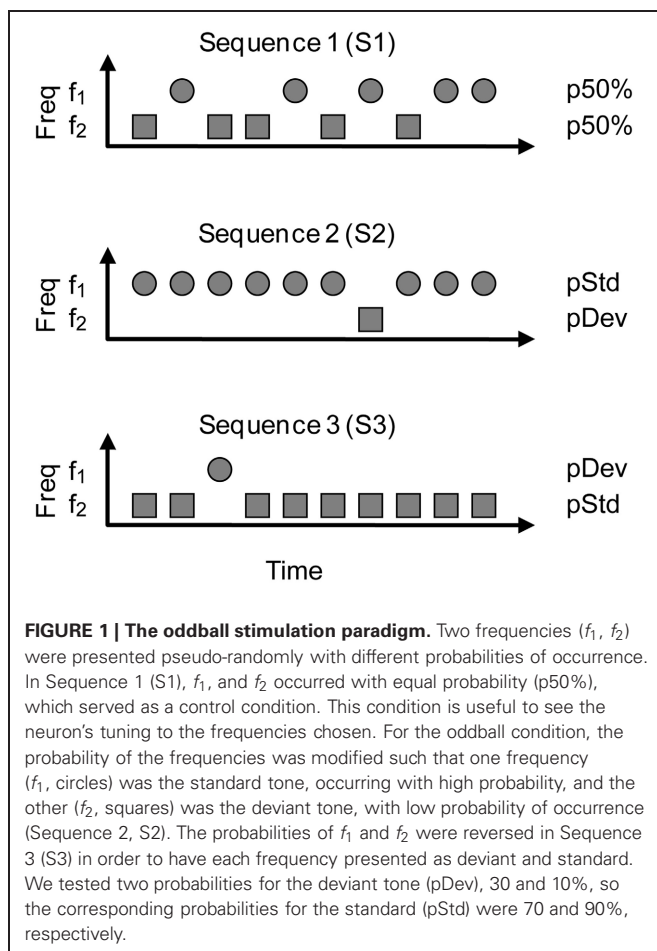 Sequence 1 (S1)
Freq
f₁ p50%
f₂ p50%
Sequence 2 (S2)
Freq
f₁ pStd
f₂ pDev
Sequence 3 (S3)
Freq
f₁ pDev
f₂ pStd
Time
FIGURE 1 | The oddball stimulation paradigm. Two frequencies (f₁, f₂)
were presented pseudo-randomly with different probabilities of occurrence.
In Sequence 1 (S1), f₁, and f₂ occurred with equal probability (p50%),
which served as a control condition. This condition is useful to see the
neuron's tuning to the frequencies chosen. For the oddball condition, the
probability of the frequencies was modified such that one frequency
(f₁, circles) was the standard tone, occurring with high probability, and the
other (f₂, squares) was the deviant tone, with low probability of occurrence
(Sequence 2, S2). The probabilities of f₁ and f₂ were reversed in Sequence
3 (S3) in order to have each frequency presented as deviant and standard.
We tested two probabilities for the deviant tone (pDev), 30 and 10%, so
the corresponding probabilities for the standard (pStd) were 70 and 90%,
respectively.